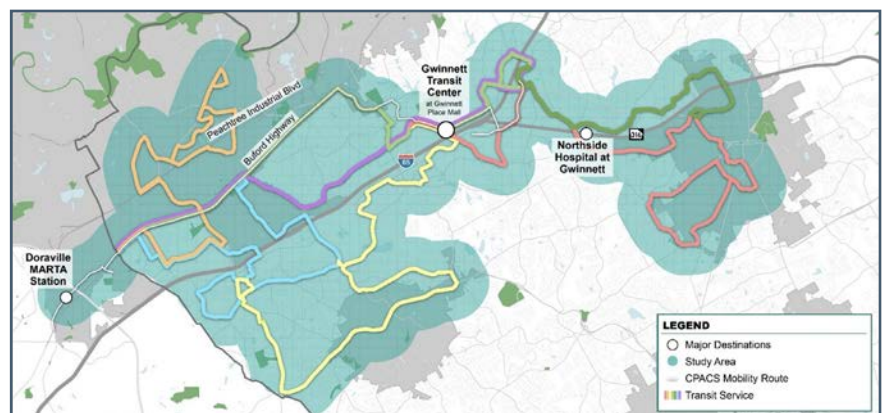 Peachtree Industrial Blvd
Buford Highway
Gwinnett
Transit
Center
at Gwinnett
Place Mall
85
316
Northside
Hospital at
Gwinnett
Doraville
MARTA
Station
LEGEND
Major Destinations
Study Area
CPACS Mobility Route
Transit Service